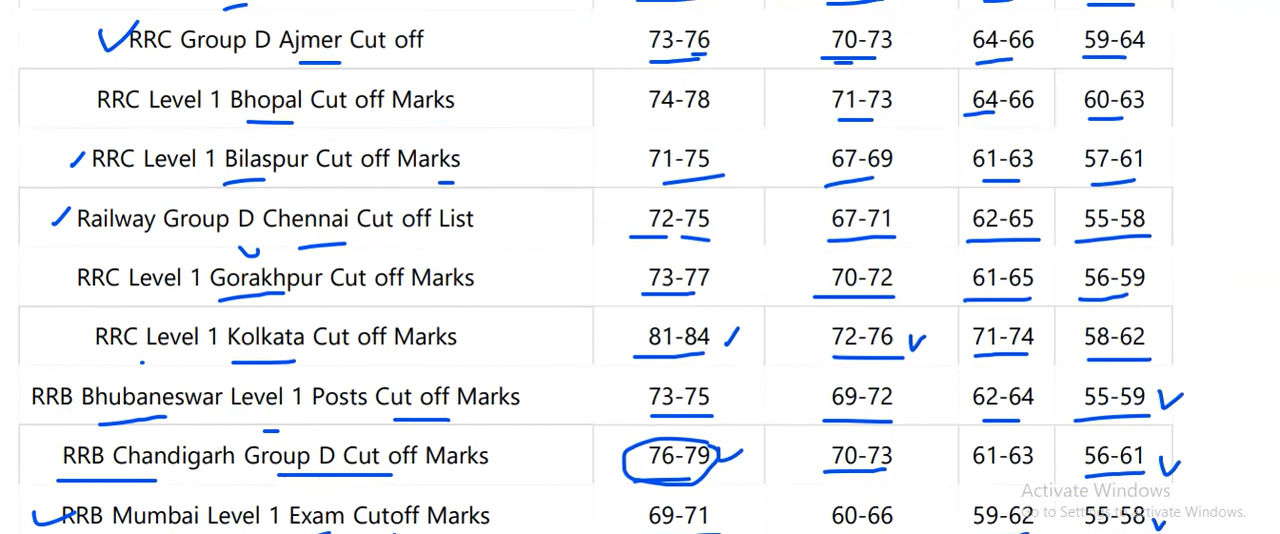 RRC Group D Ajmer Cut off 73-76 70-73 64-66 59-64
RRC Level 1 Bhopal Cut off Marks 74-78 71-73 64-66 60-63
RRC Level 1 Bilaspur Cut off Marks 71-75 67-69 61-63 57-61
Railway Group D Chennai Cut off List 72-75 67-71 62-65 55-58
RRC Level 1 Gorakhpur Cut off Marks 73-77 70-72 61-65 56-59
RRC Level 1 Kolkata Cut off Marks 81-84 72-76 71-74 58-62
RRB Bhubaneswar Level 1 Posts Cut off Marks 73-75 69-72 62-64 55-59
RRB Chandigarh Group D Cut off Marks 76-79 70-73 61-63 56-61
Activate Windows
Go to Settings to activate Windows.
RRB Mumbai Level 1 Exam Cutoff Marks 69-71 60-66 59-62 55-58